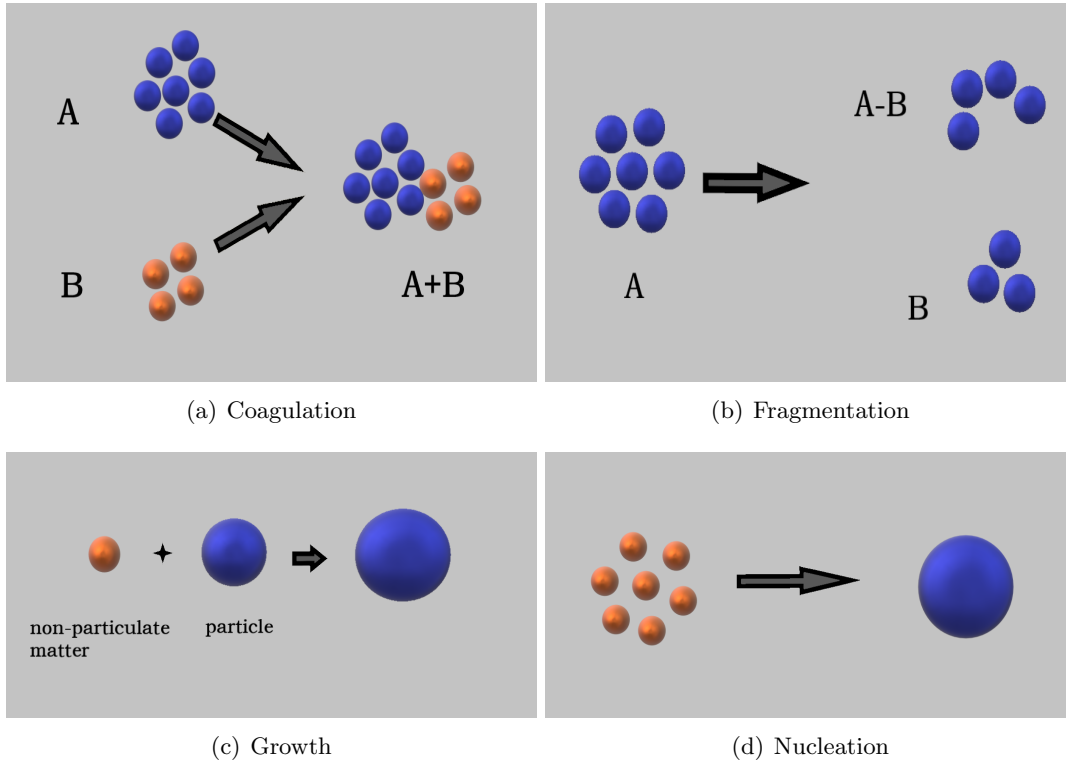 A
B
A+B
(a) Coagulation
A
A-B
B
(b) Fragmentation
non-particulate
matter
particle
(c) Growth
(d) Nucleation